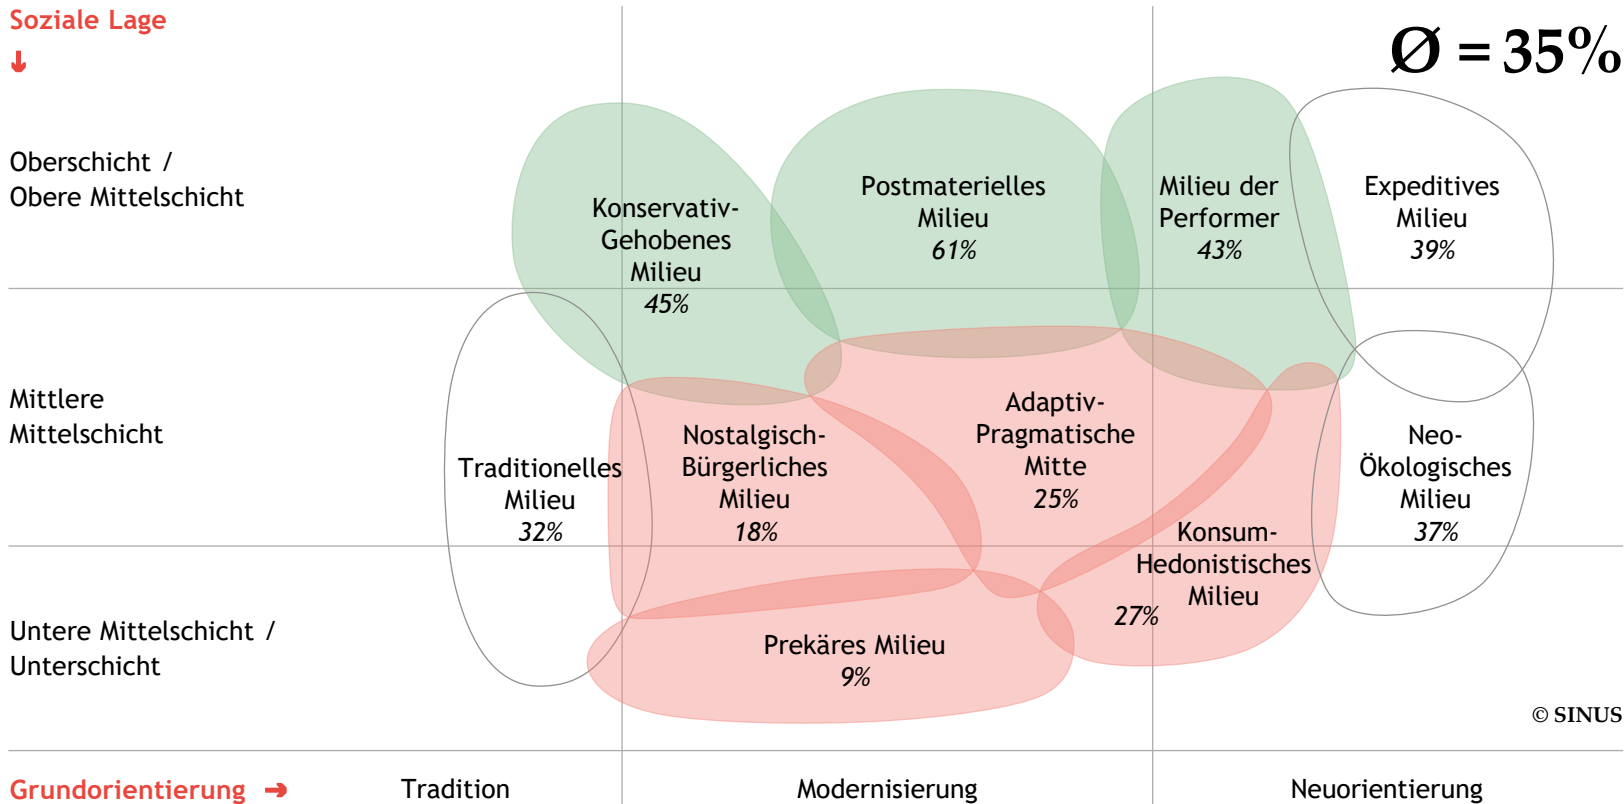 Soziale Lage
↓
Ø = 35%
Oberschicht /
Obere Mittelschicht
Konservativ-
Gehobenes
Milieu
45%
Postmaterielles
Milieu
61%
Milieu der
Performer
43%
Expeditives
Milieu
39%
Mittlere
Mittelschicht
Traditionelles
Milieu
32%
Nostalgisch-
Bürgerliches
Milieu
18%
Adaptiv-
Pragmatische
Mitte
25%
Konsum-
Hedonistisches
Milieu
27%
Neo-
Ökologisches
Milieu
37%
Untere Mittelschicht /
Unterschicht
Prekäres Milieu
9%
© SINUS
Grundorientierung ➔
Tradition
Modernisierung
Neuorientierung